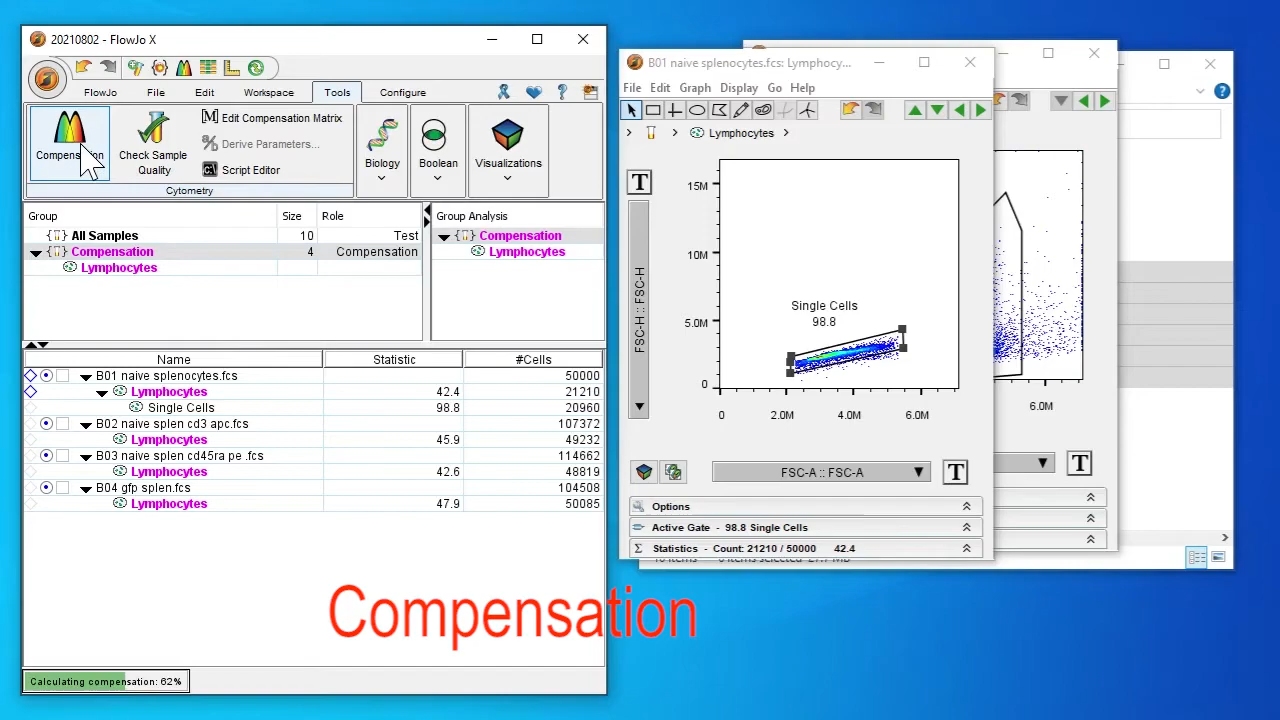 20210802 - FlowJo X
FlowJo File Edit Workspace Tools Configure
Compensation
Check Sample Quality
Edit Compensation Matrix
Derive Parameters...
Script Editor
Cytometry
Biology
Boolean
Visualizations
Group Size Role
All Samples 10 Test
Compensation 4 Compensation
Lymphocytes
Group Analysis
Compensation
Lymphocytes
Name Statistic #Cells
B01 naive splenocytes.fcs 50000
Lymphocytes 42.4 21210
Single Cells 98.8 20960
B02 naive splen cd3 apc.fcs 107372
Lymphocytes 45.9 49232
B03 naive splen cd45ra pe .fcs 114662
Lymphocytes 42.6 48819
B04 gfp splen.fcs 104508
Lymphocytes 47.9 50085
Calculating compensation: 62%
B01 naive splenocytes.fcs: Lymphocy...
File Edit Graph Display Go Help
Lymphocytes
T
FSC-H :: FSC-H
15M
10M
5.0M
0
Single Cells
98.8
0 2.0M 4.0M 6.0M
FSC-A :: FSC-A
T
Options
Active Gate - 98.8 Single Cells
Statistics - Count: 21210 / 50000 42.4
6.0M
T
Compensation